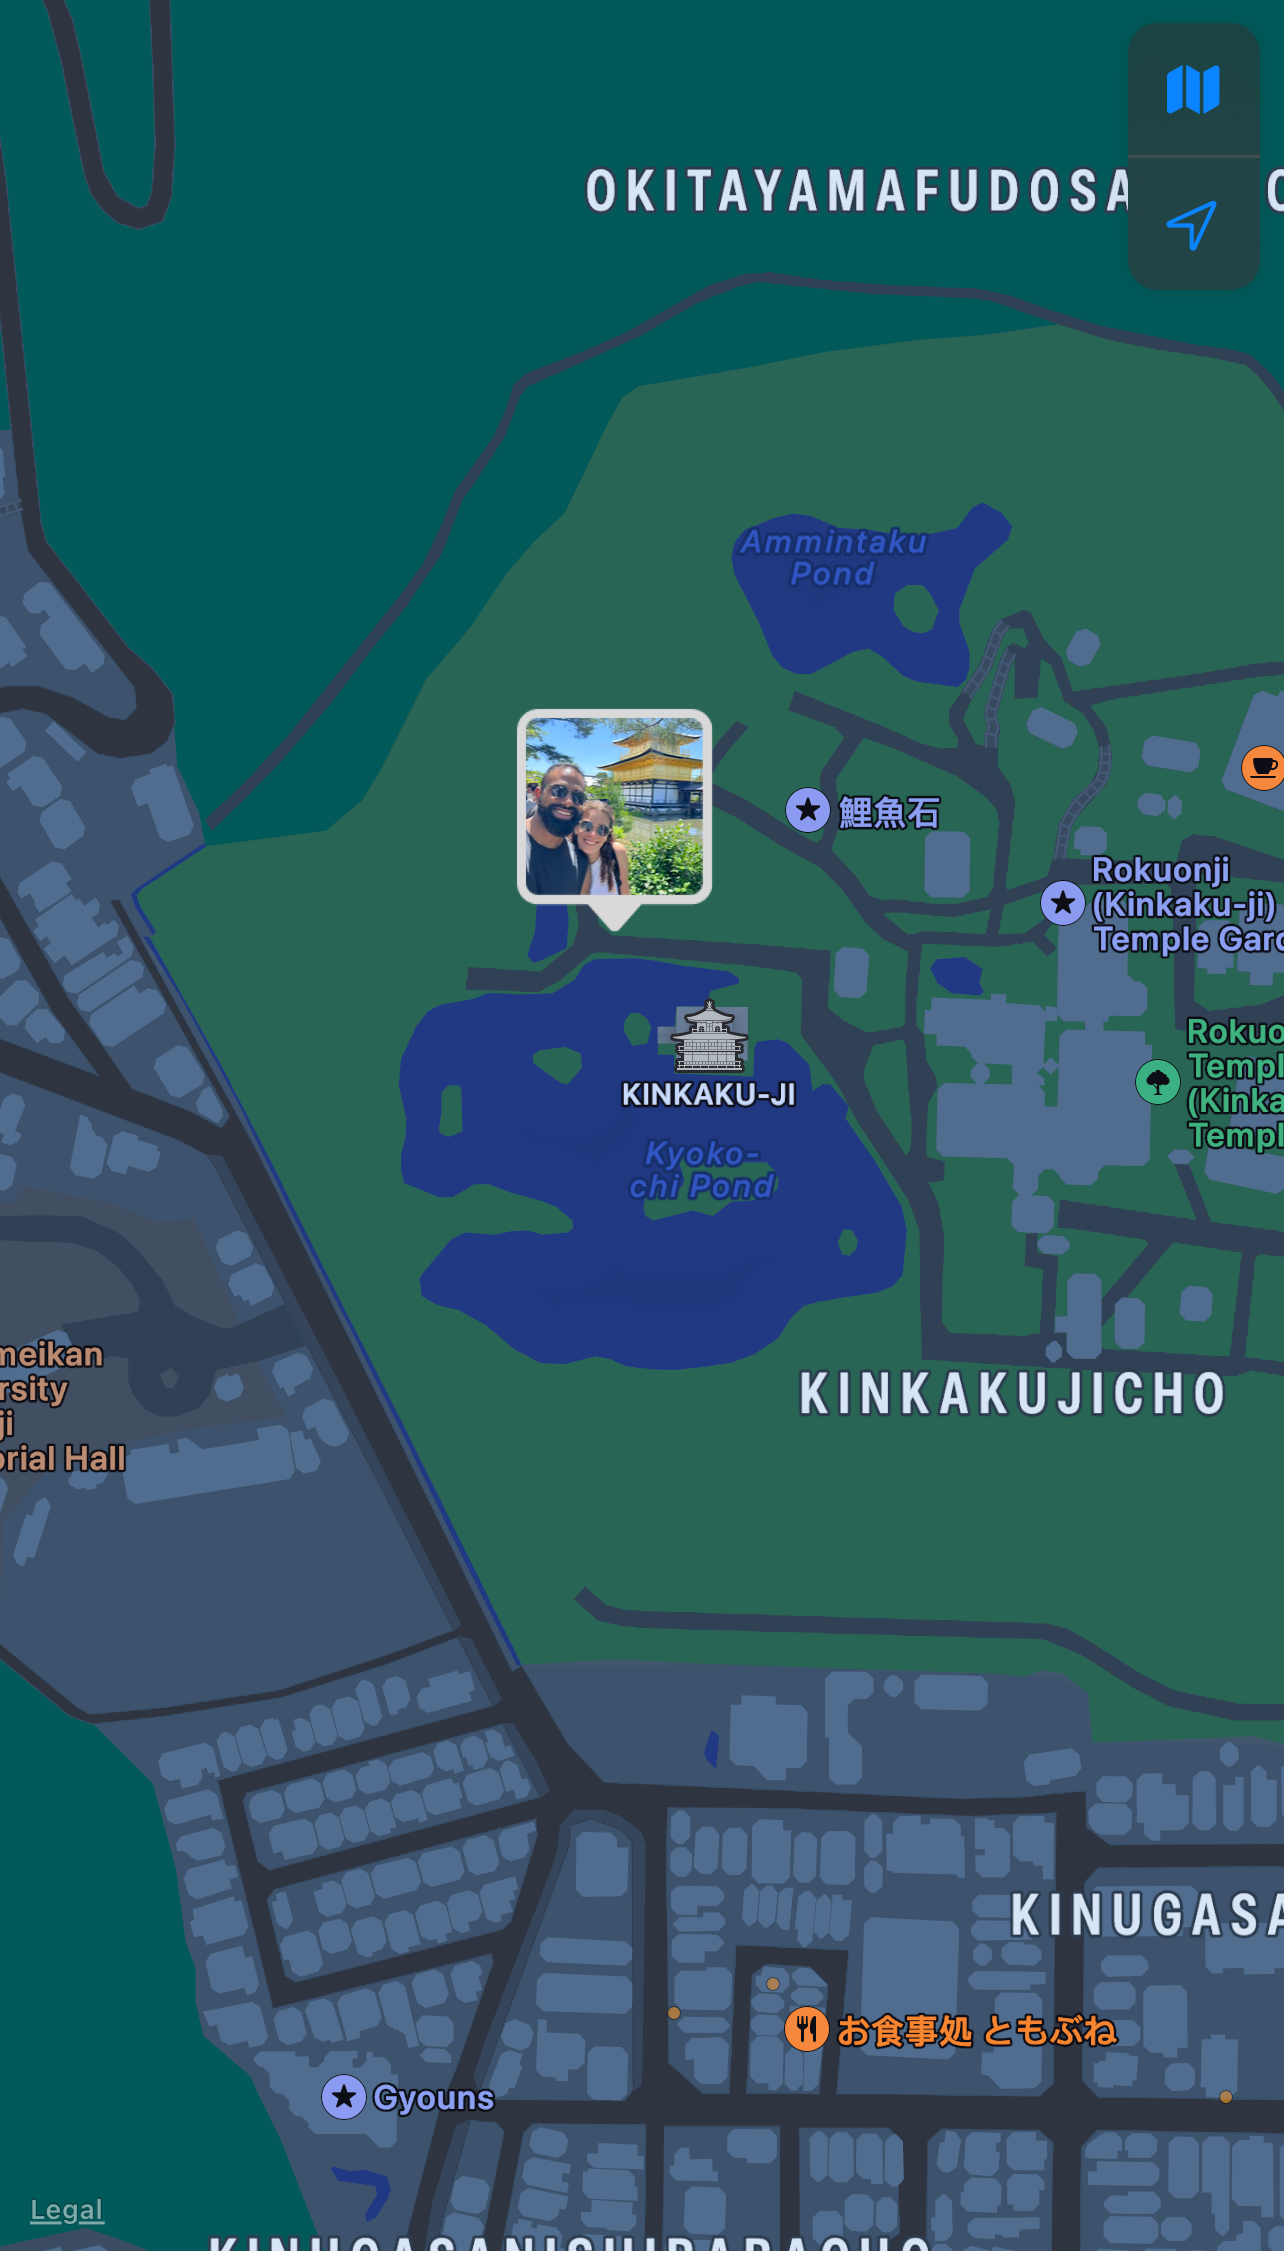 OKITAYAMAFUDOSA
Ammintaku
Pond
鯉魚石
Rokuonji
(Kinkaku-ji)
Temple Gard
Rokuo
Templ
(Kinka
Templ
KINKAKU-JI
Kyoko-
chi Pond
meikan
rsity
ji
orial Hall
KINKAKUJICHO
KINUGASA
お食事処 ともぶね
Gyouns
Legal
KINUGASANISHIBABACHO